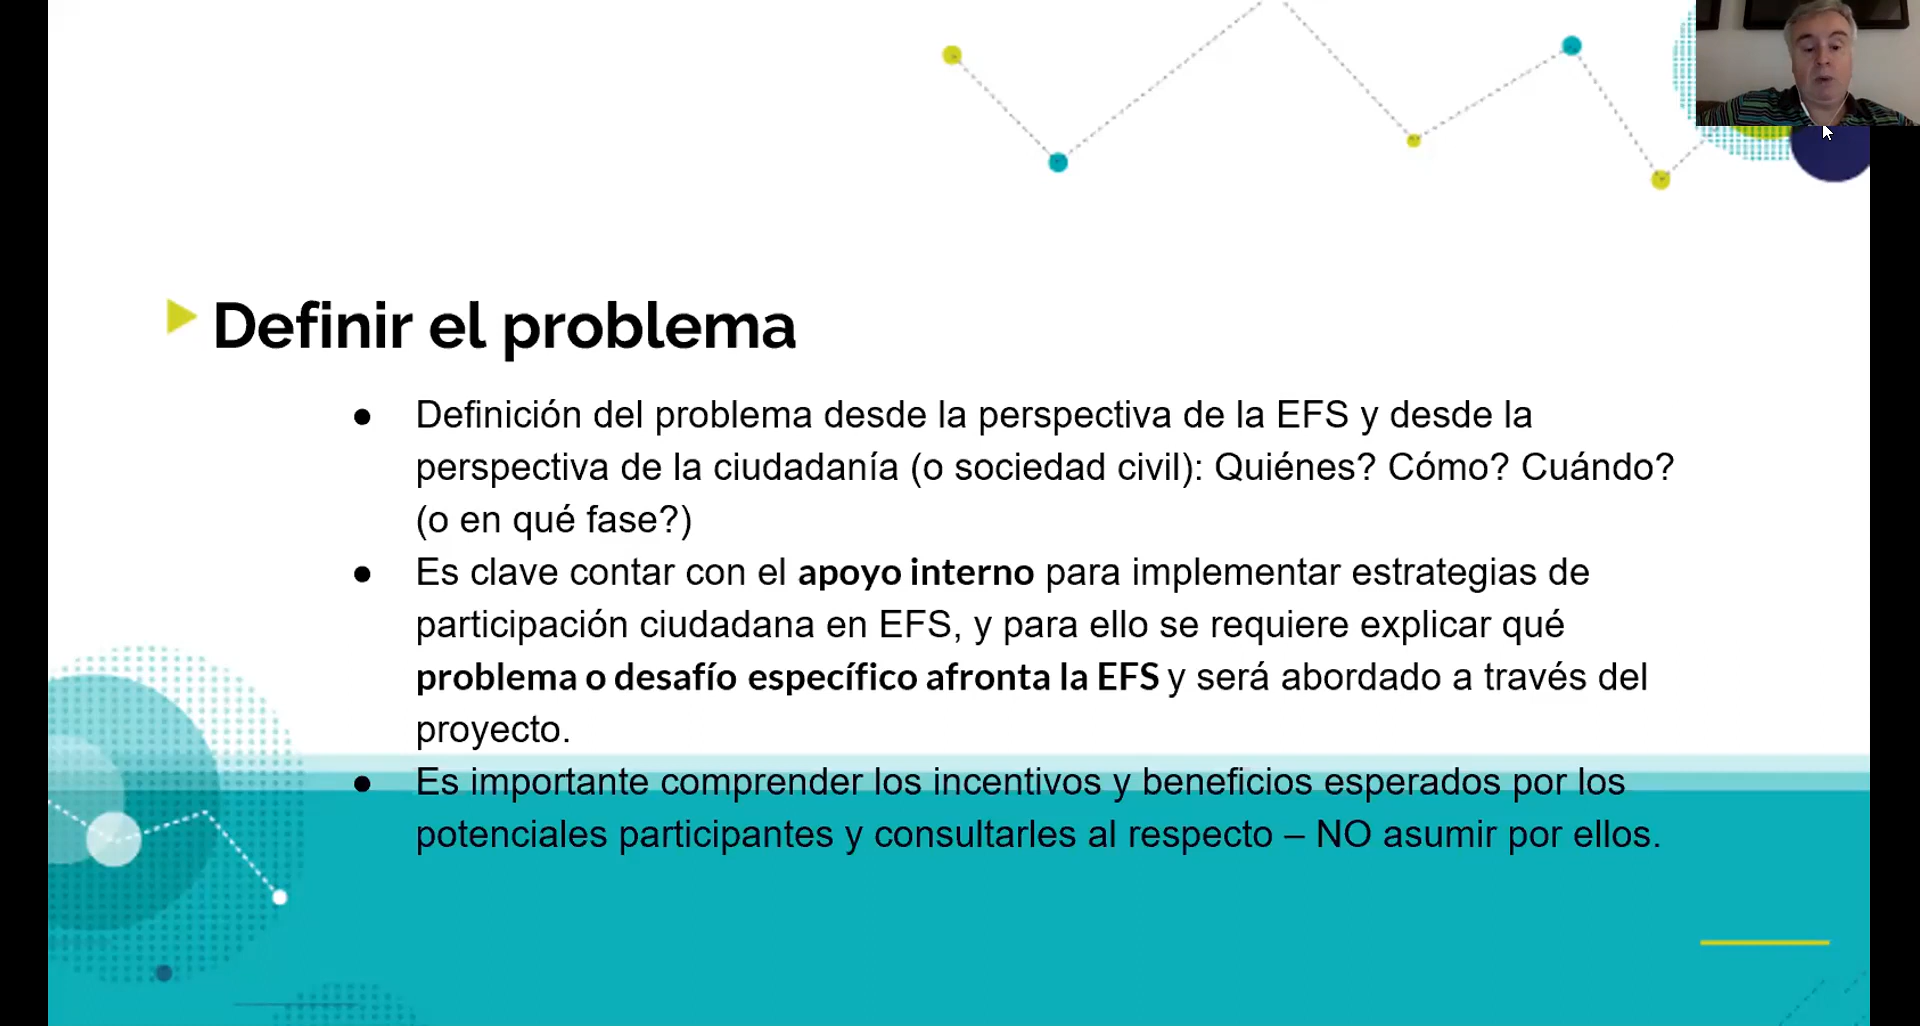 Definir el problema
● Definición del problema desde la perspectiva de la EFS y desde la
perspectiva de la ciudadanía (o sociedad civil): Quiénes? Cómo? Cuándo?
(o en qué fase?)
● Es clave contar con el apoyo interno para implementar estrategias de
participación ciudadana en EFS, y para ello se requiere explicar qué
problema o desafío específico afronta la EFS y será abordado a través del
proyecto.
● Es importante comprender los incentivos y beneficios esperados por los
potenciales participantes y consultarles al respecto – NO asumir por ellos.